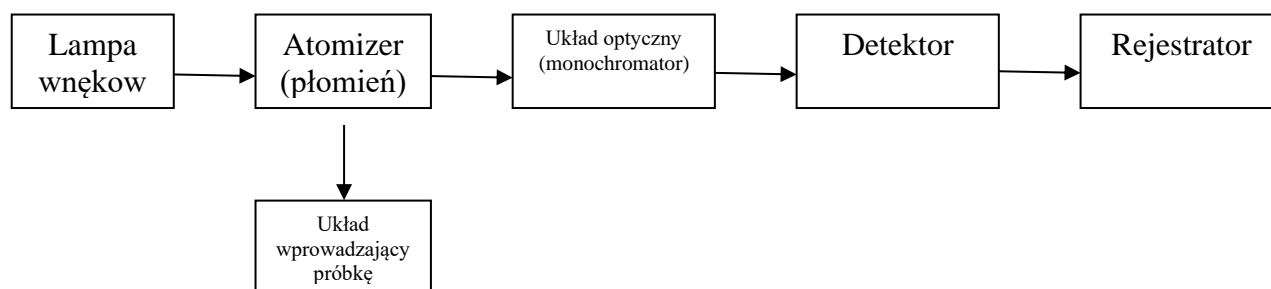 Lampa
wnękow
Atomizer
(płomień)
Układ optyczny
(monochromator)
Detektor
Rejestrator
Układ
wprowadzający
próbkę